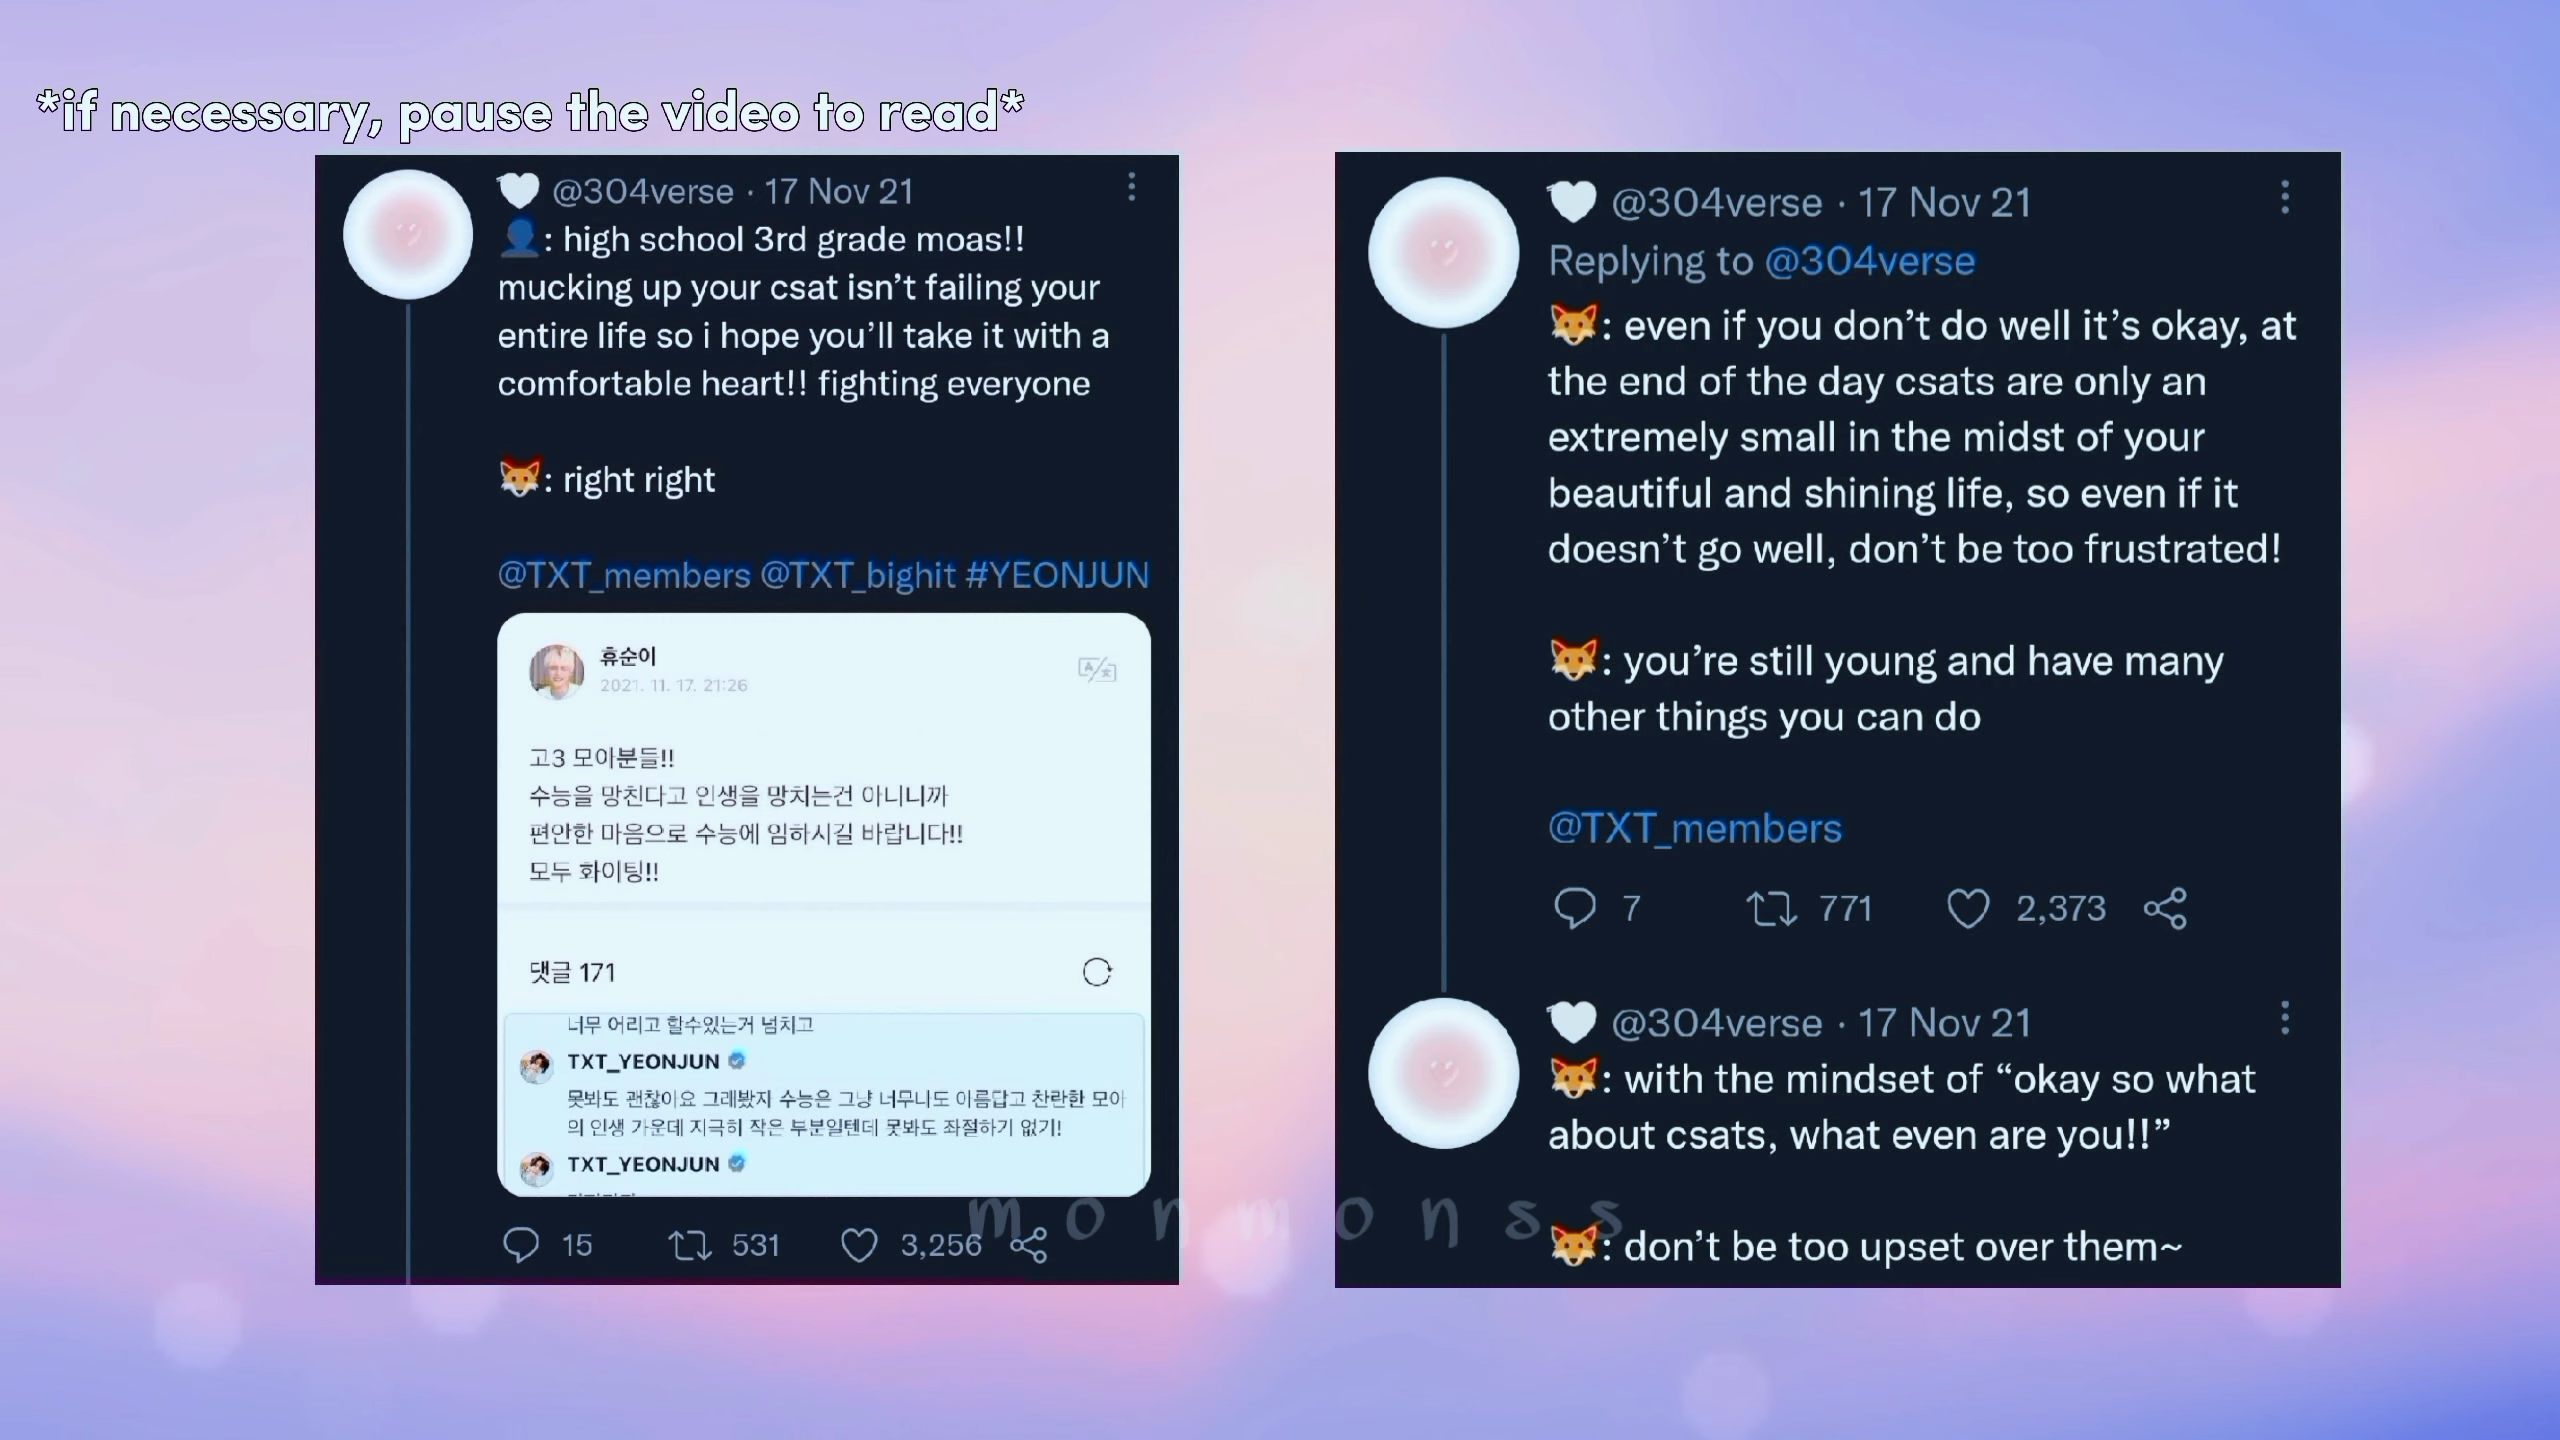 *if necessary, pause the video to read*
@304verse · 17 Nov 21
: high school 3rd grade moas!!
mucking up your csat isn't failing your
entire life so i hope you'll take it with a
comfortable heart!! fighting everyone
: right right
@TXT_members @TXT_bighit #YEONJUN
휴순이
2021. 11. 17. 21:26
고3 모아분들!!
수능을 망친다고 인생을 망치는건 아니니까
편안한 마음으로 수능에 임하시길 바랍니다!!
모두 화이팅!!
댓글 171
너무 어리고 할수있는거 넘치고
TXT_YEONJUN
못봐도 괜찮아요 그래봤자 수능은 그냥 너무나도 아름답고 찬란한 모아
의 인생 가운데 지극히 작은 부분일텐데 못봐도 좌절하기 없기!
TXT_YEONJUN
15 531 3,256
@304verse · 17 Nov 21
Replying to @304verse
: even if you don't do well it's okay, at
the end of the day csats are only an
extremely small in the midst of your
beautiful and shining life, so even if it
doesn't go well, don't be too frustrated!
: you're still young and have many
other things you can do
@TXT_members
7 771 2,373
@304verse · 17 Nov 21
: with the mindset of “okay so what
about csats, what even are you!!”
: don't be too upset over them~
monmonss